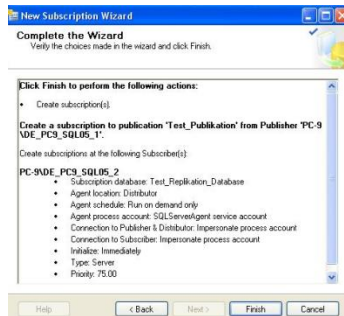 New Subscription Wizard
Complete the Wizard
Verify the choices made in the wizard and click Finish.
Click Finish to perform the following actions:
• Create subscription(s).
Create a subscription to publication 'Test_Publikation' from Publisher 'PC-9
\DE_PC9_SQL05_1'.
Create subscriptions at the following Subscriber(s):
PC-9\DE_PC9_SQL05_2
• Subscription database: Test_Replikation_Database
• Agent location: Distributor
• Agent schedule: Run on demand only
• Agent process account: SQLServerAgent service account
• Connection to Publisher & Distributor: Impersonate process account
• Connection to Subscriber: Impersonate process account
• Initialize: Immediately
• Type: Server
• Priority: 75.00
Help < Back Next > Finish Cancel